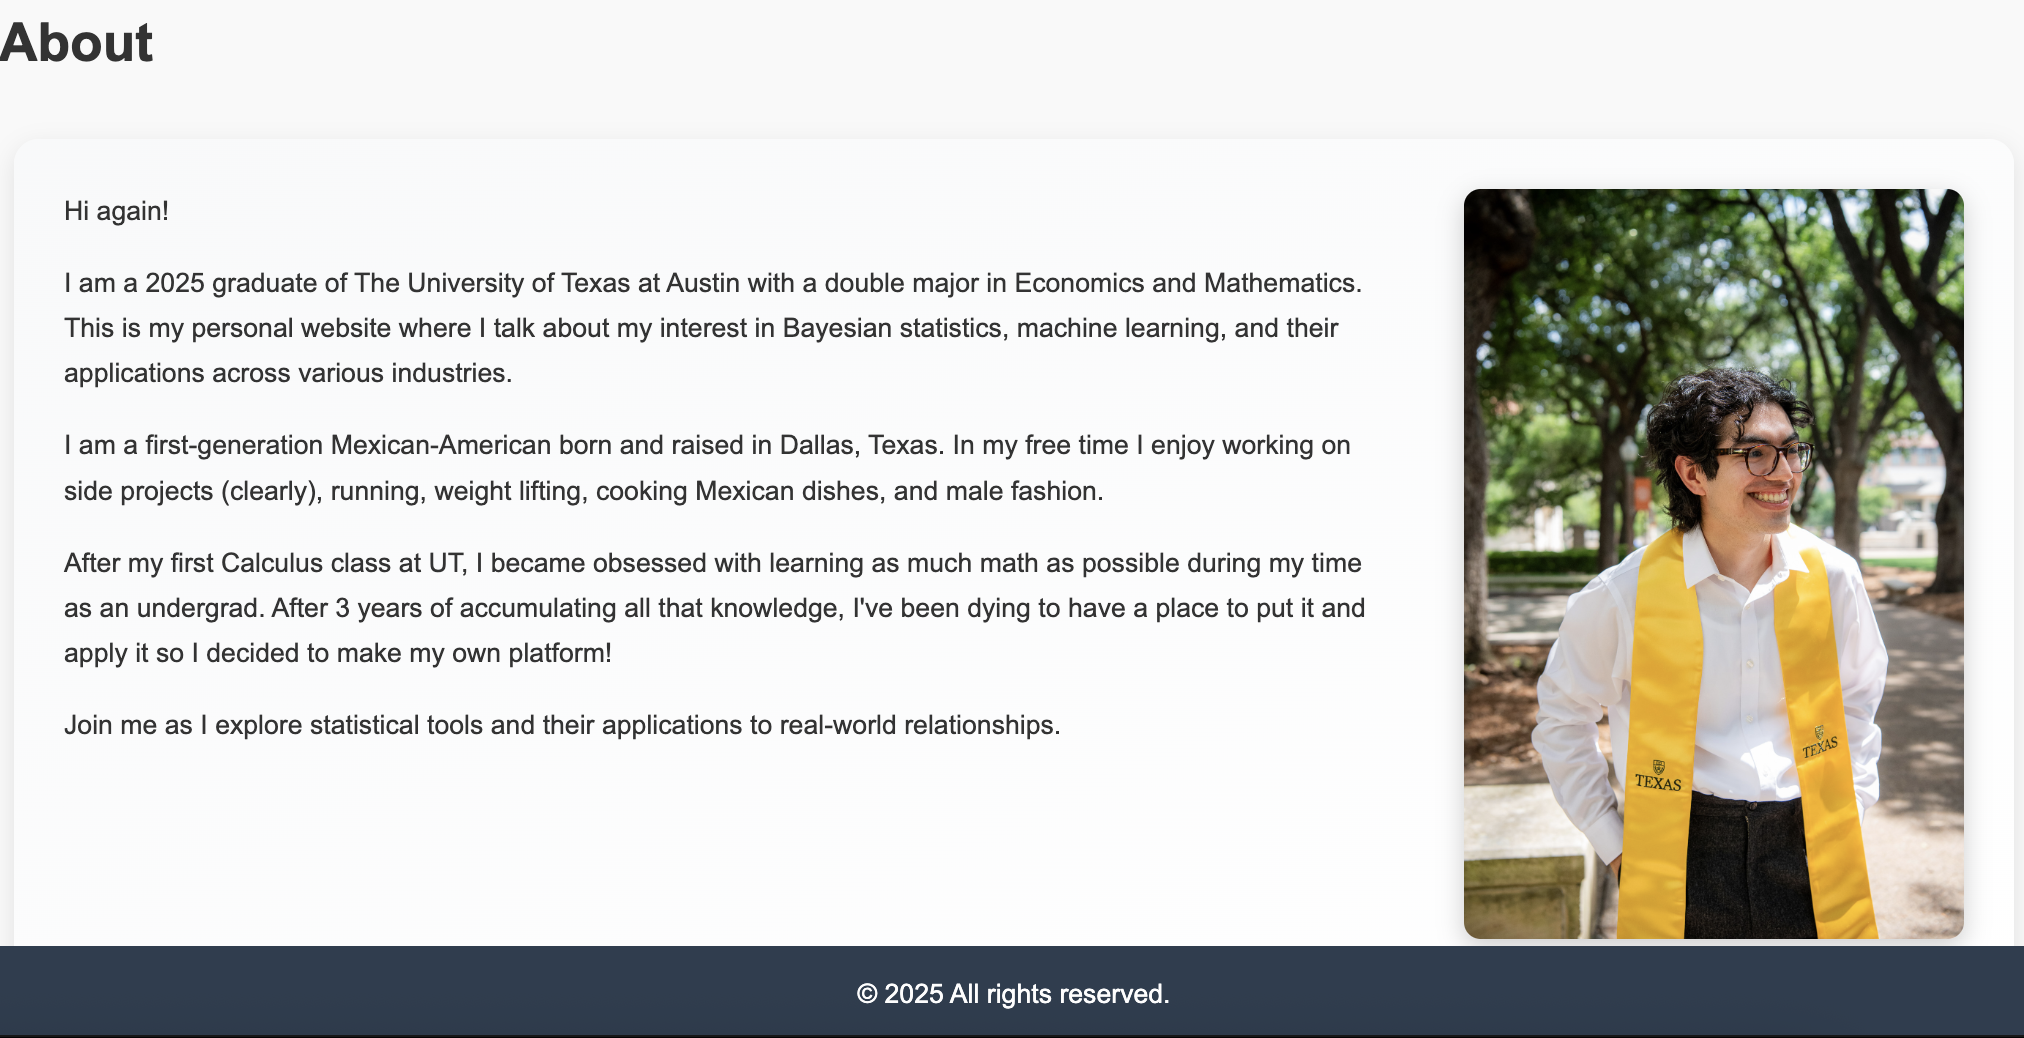 About
Hi again!
I am a 2025 graduate of The University of Texas at Austin with a double major in Economics and Mathematics.
This is my personal website where I talk about my interest in Bayesian statistics, machine learning, and their
applications across various industries.
I am a first-generation Mexican-American born and raised in Dallas, Texas. In my free time I enjoy working on
side projects (clearly), running, weight lifting, cooking Mexican dishes, and male fashion.
After my first Calculus class at UT, I became obsessed with learning as much math as possible during my time
as an undergrad. After 3 years of accumulating all that knowledge, I've been dying to have a place to put it and
apply it so I decided to make my own platform!
Join me as I explore statistical tools and their applications to real-world relationships.
TEXAS
TEXAS
© 2025 All rights reserved.